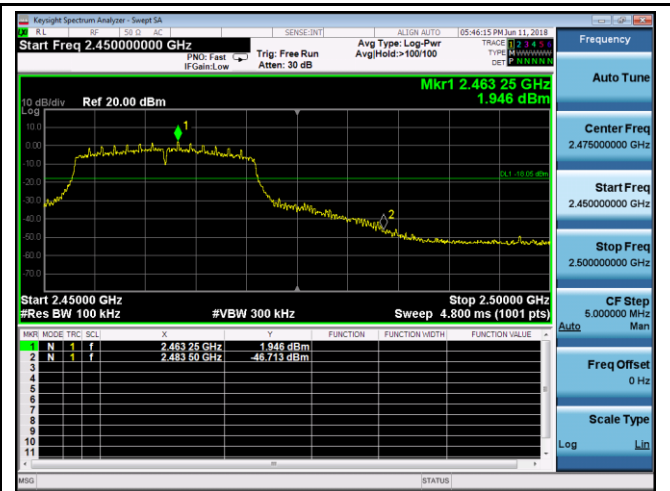 Keysight Spectrum Analyzer - Swept SA
RL RF 50 Ω AC SENSE:INT ALIGN AUTO 05:46:15 PM Jun 11, 2018
Start Freq 2.450000000 GHz
PNO: Fast
IFGain:Low
Trig: Free Run
Atten: 30 dB
Avg Type: Log-Pwr
Avg|Hold:>100/100
TRACE 1 2 3 4 5 6
TYPE M WWWWW
DET P NNNNN
Frequency
Auto Tune
Center Freq
2.475000000 GHz
Start Freq
2.450000000 GHz
Stop Freq
2.500000000 GHz
CF Step
5.000000 MHz
Auto Man
Freq Offset
0 Hz
Scale Type
Log Lin
Mkr1 2.463 25 GHz
1.946 dBm
10 dB/div Ref 20.00 dBm
Log
10.0
0.00
-10.0
-20.0
-30.0
-40.0
-50.0
-60.0
-70.0
1
DL1 -18.05 dBm
2
Start 2.45000 GHz Stop 2.50000 GHz
#Res BW 100 kHz #VBW 300 kHz Sweep 4.800 ms (1001 pts)
MKR MODE TRC SCL X Y FUNCTION FUNCTION WIDTH FUNCTION VALUE
1 N 1 f 2.463 25 GHz 1.946 dBm
2 N 1 f 2.483 50 GHz -46.713 dBm
3
4
5
6
7
8
9
10
11
MSG STATUS